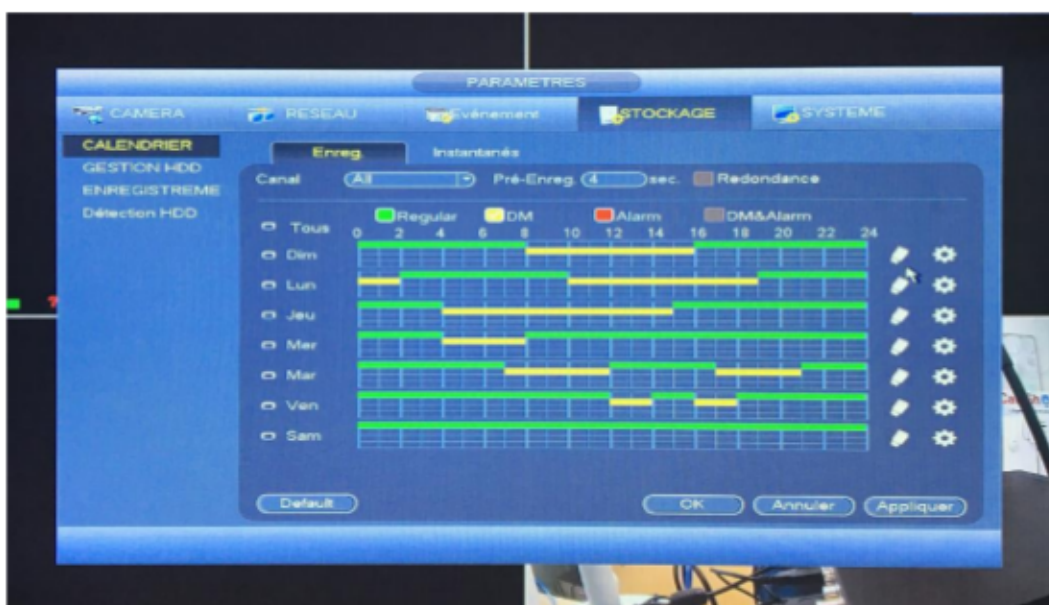 PARAMETRES
CAMERA RESEAU Evénement STOCKAGE SYSTEME
CALENDRIER
GESTION HDD
ENREGISTREME
Détection HDD
Enreg. Instantanés
Canal All Pré-Enreg. 4 sec. Redondance
Regular DM Alarm DM&Alarm
Tous 0 2 4 6 8 10 12 14 16 18 20 22 24
Dim
Lun
Jeu
Mer
Mar
Ven
Sam
Default OK Annuler Appliquer
?